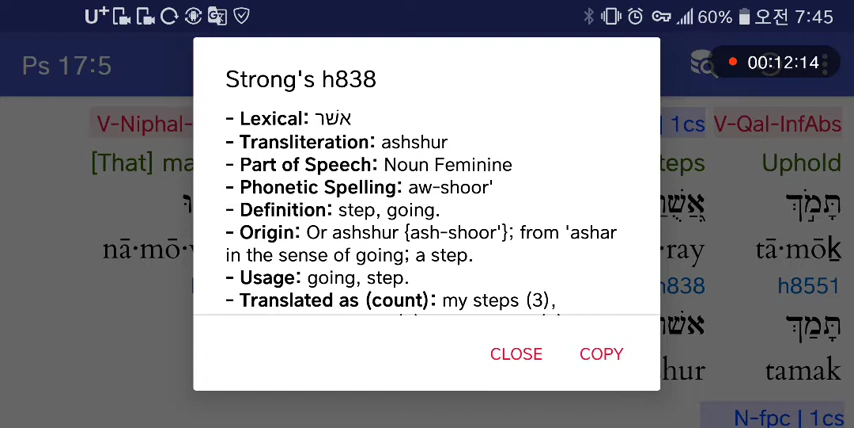 U+ 60% 오전 7:45
Ps 17:5
00:12:14
Strong's h838
- Lexical: אשׁר
- Transliteration: ashshur
- Part of Speech: Noun Feminine
- Phonetic Spelling: aw-shoor'
- Definition: step, going.
- Origin: Or ashshur {ash-shoor'}; from 'ashar
in the sense of going; a step.
- Usage: going, step.
- Translated as (count): my steps (3),
CLOSE COPY
V-Niphal- | 1cs V-Qal-InfAbs
[That] Uphold
תָּמֹ֣ךְ
nā·mō· ray tā·mōḵ
h838 h8551
תָּמַךְ
hur tamak
N-fpc | 1cs